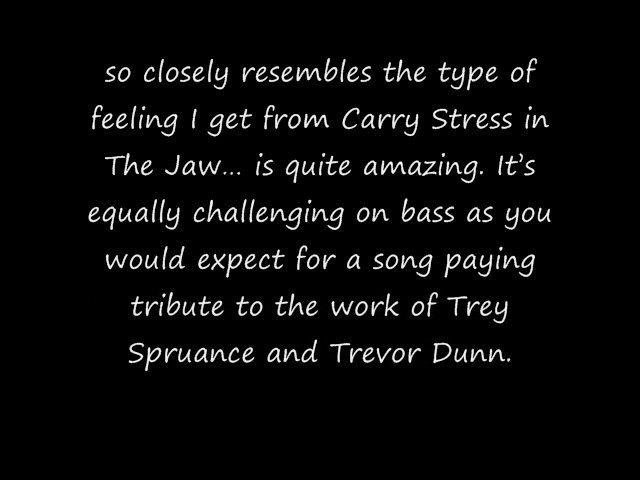 so closely resembles the type of
feeling I get from Carry Stress in
The Jaw... is quite amazing. It's
equally challenging on bass as you
would expect for a song paying
tribute to the work of Trey
Spruance and Trevor Dunn.